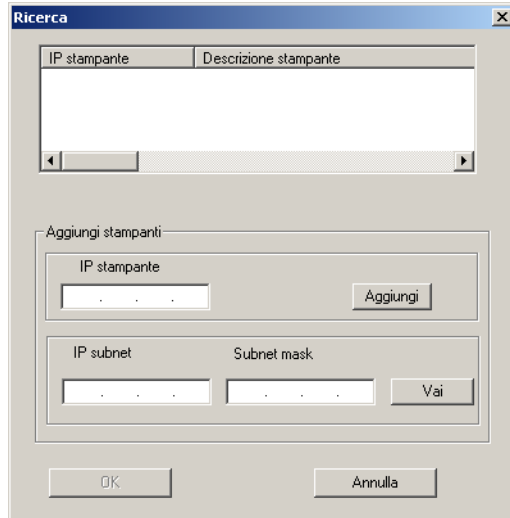 Ricerca
IP stampante Descrizione stampante
Aggiungi stampanti
IP stampante
. . . Aggiungi
IP subnet Subnet mask
. . . . . . Vai
OK Annulla